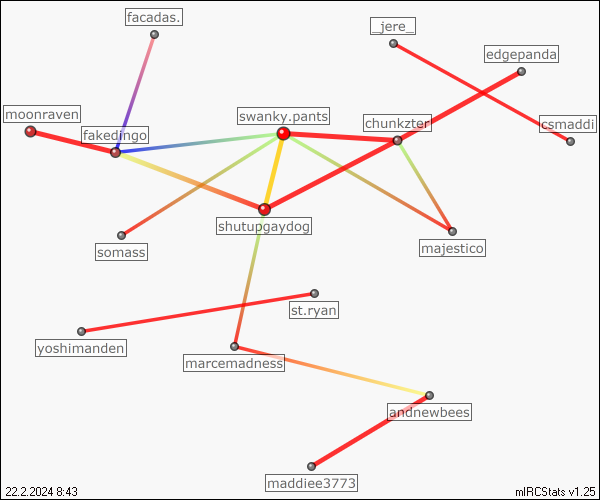 facadas.
_jere_
edgepanda
moonraven
swanky.pants
chunkzter
csmaddi
fakedingo
shutupgaydog
somass
majestico
st.ryan
yoshimanden
marcemadness
andnewbees
maddiee3773
22.2.2024 8:43
mIRCStats v1.25